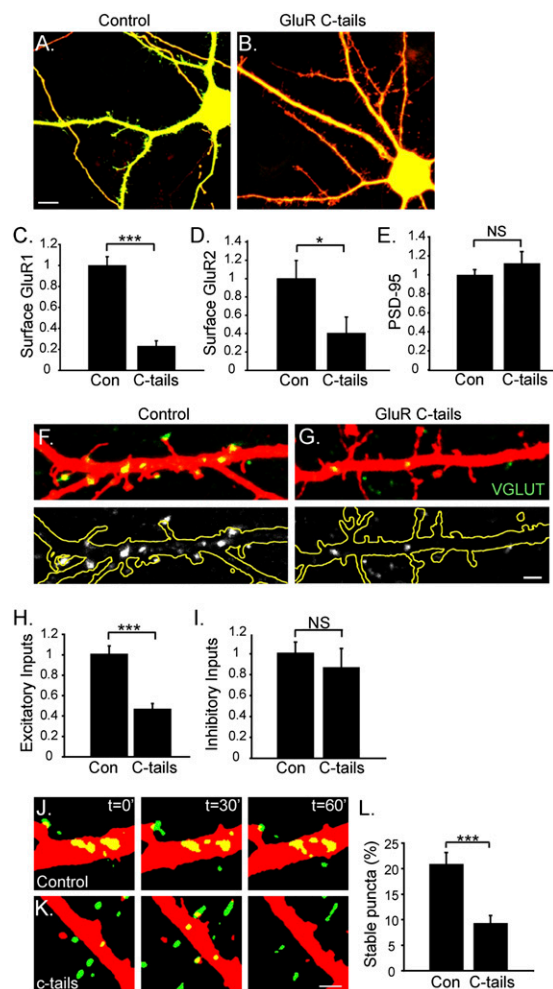 Control
GluR C-tails
A.
B.
C.
Surface GluR1
1.2
1
0.8
0.6
0.4
0.2
0
***
Con
C-tails
D.
Surface GluR2
1.4
1.2
1
0.8
0.6
0.4
0.2
0
*
Con
C-tails
E.
PSD-95
1.4
1.2
1
0.8
0.6
0.4
0.2
0
NS
Con
C-tails
Control
GluR C-tails
F.
G.
VGLUT
H.
Excitatory Inputs
1.2
1
0.8
0.6
0.4
0.2
0
***
Con
C-tails
I.
Inhibitory Inputs
1.2
1
0.8
0.6
0.4
0.2
0
NS
Con
C-tails
J.
t=0'
t=30'
t=60'
Control
K.
c-tails
L.
Stable puncta (%)
25
20
15
10
5
0
***
Con
C-tails